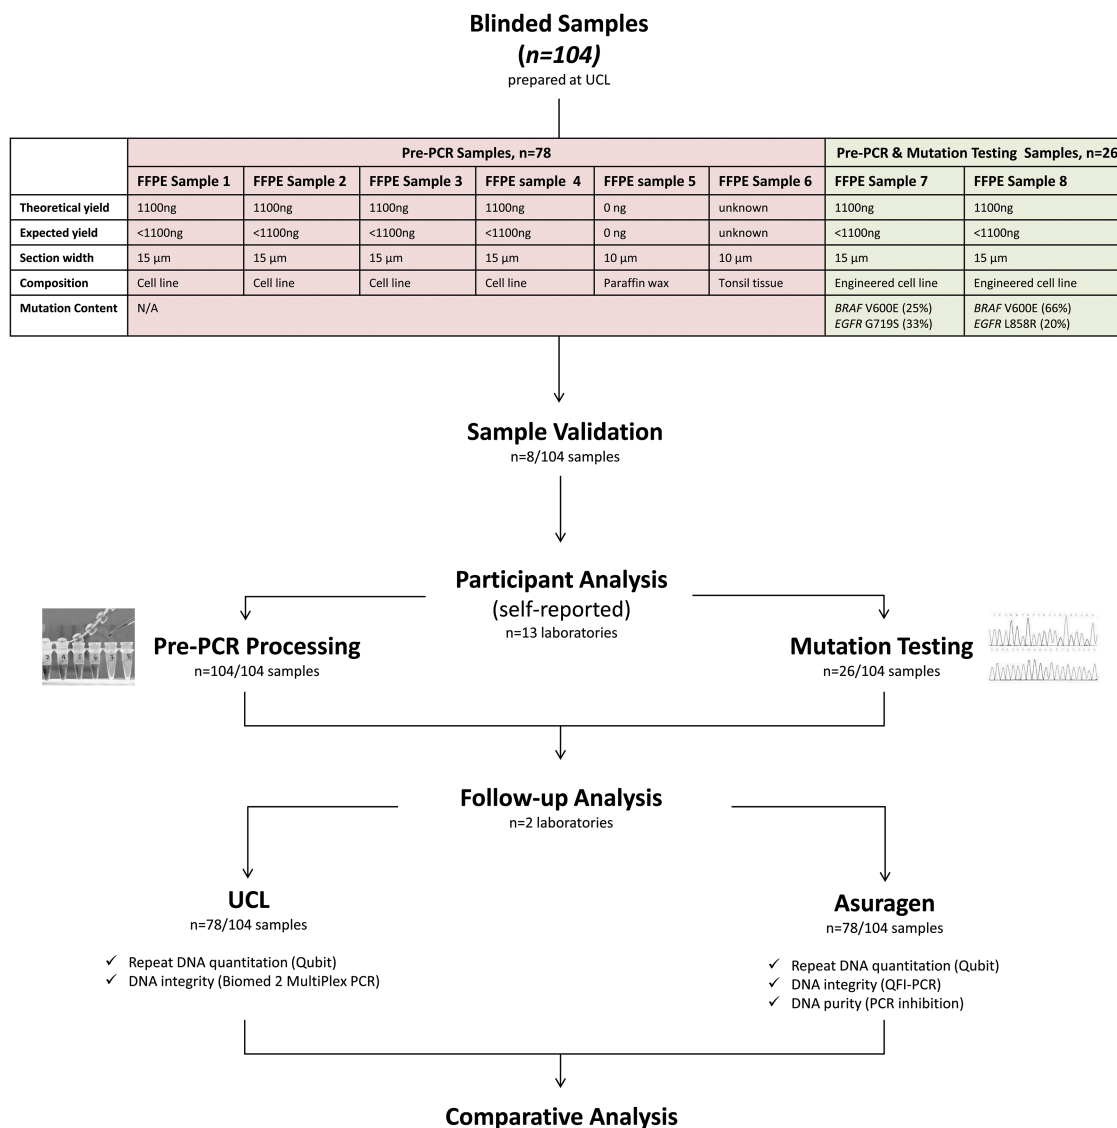 Blinded Samples
(n=104)
prepared at UCL
Pre-PCR Samples, n=78 Pre-PCR & Mutation Testing Samples, n=26
FFPE Sample 1 FFPE Sample 2 FFPE Sample 3 FFPE sample 4 FFPE sample 5 FFPE Sample 6 FFPE Sample 7 FFPE Sample 8
Theoretical yield 1100ng 1100ng 1100ng 1100ng 0 ng unknown 1100ng 1100ng
Expected yield <1100ng <1100ng <1100ng <1100ng 0 ng unknown <1100ng <1100ng
Section width 15 µm 15 µm 15 µm 15 µm 10 µm 10 µm 15 µm 15 µm
Composition Cell line Cell line Cell line Cell line Paraffin wax Tonsil tissue Engineered cell line Engineered cell line
Mutation Content N/A BRAF V600E (25%) BRAF V600E (66%)
EGFR G719S (33%) EGFR L858R (20%)
Sample Validation
n=8/104 samples
Participant Analysis
(self-reported)
n=13 laboratories
Pre-PCR Processing Mutation Testing
n=104/104 samples n=26/104 samples
Follow-up Analysis
n=2 laboratories
UCL
n=78/104 samples
✓ Repeat DNA quantitation (Qubit)
✓ DNA integrity (Biomed 2 MultiPlex PCR)
Asuragen
n=78/104 samples
✓ Repeat DNA quantitation (Qubit)
✓ DNA integrity (QFI-PCR)
✓ DNA purity (PCR inhibition)
Comparative Analysis